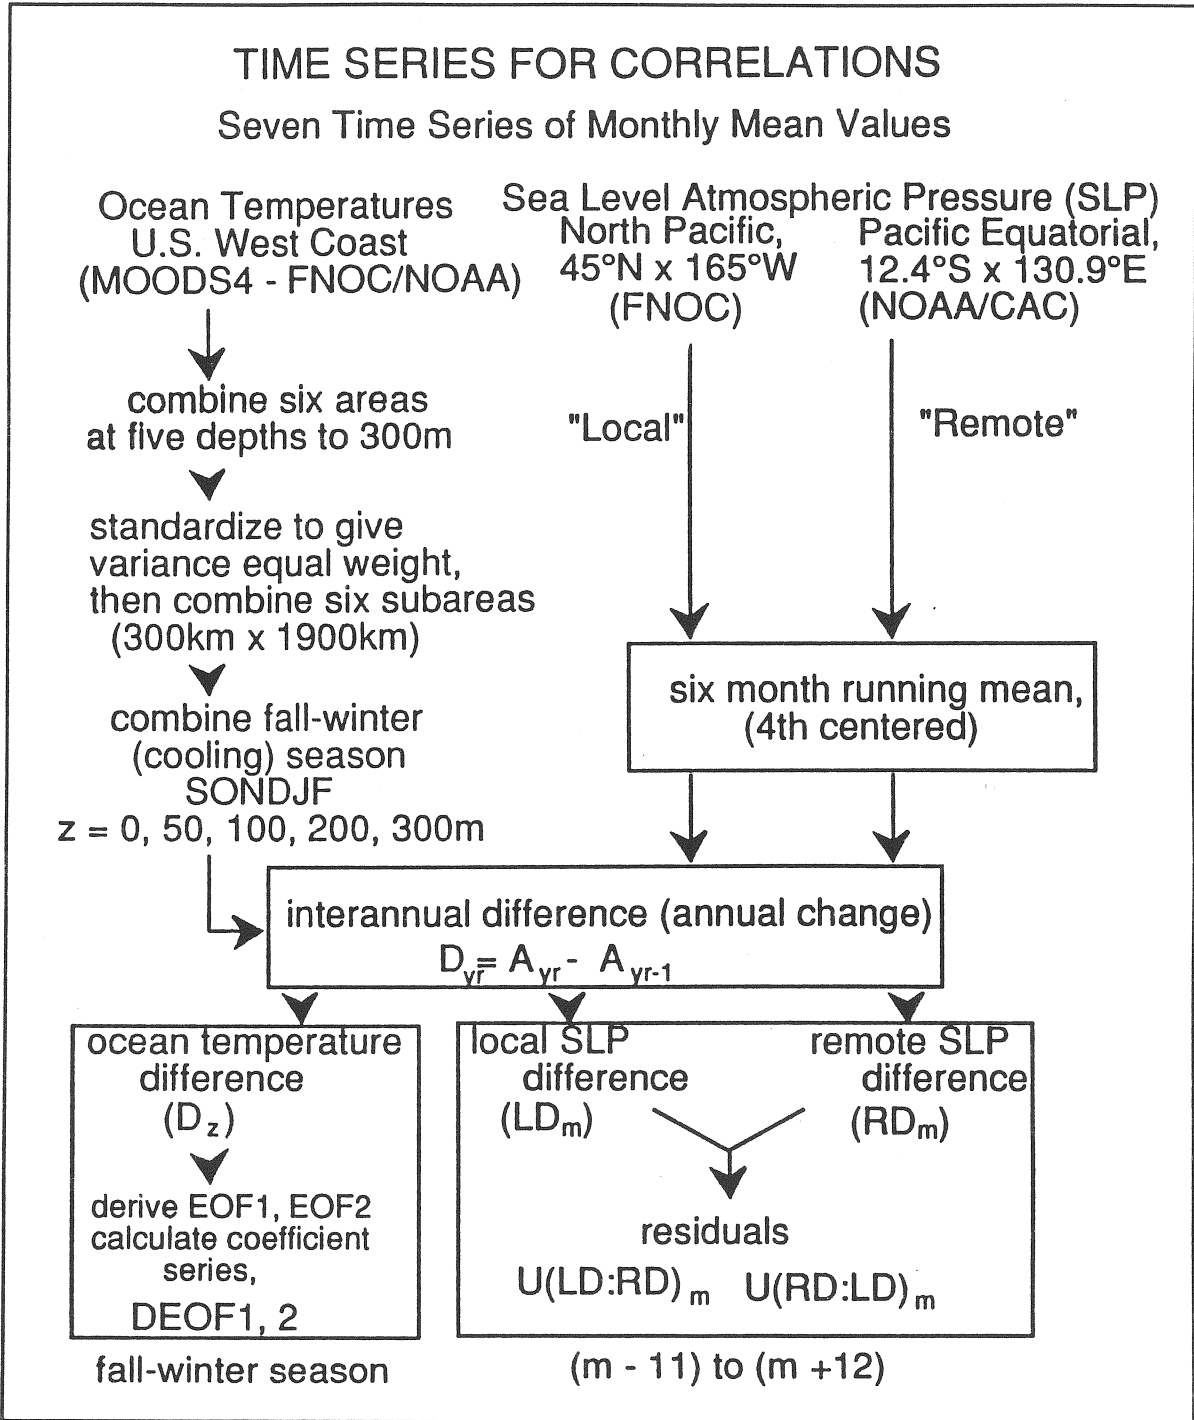 TIME SERIES FOR CORRELATIONS
Seven Time Series of Monthly Mean Values
Ocean Temperatures
U.S. West Coast
(MOODS4 - FNOC/NOAA)
Sea Level Atmospheric Pressure (SLP)
North Pacific,
45°N x 165°W
(FNOC)
Pacific Equatorial,
12.4°S x 130.9°E
(NOAA/CAC)
combine six areas
at five depths to 300m
"Local"
"Remote"
standardize to give
variance equal weight,
then combine six subareas
(300km x 1900km)
six month running mean,
(4th centered)
combine fall-winter
(cooling) season
SONDJF
z = 0, 50, 100, 200, 300m
interannual difference (annual change)
D yr = A yr - A yr-1
ocean temperature
difference
(D z)
derive EOF1, EOF2
calculate coefficient
series,
DEOF1, 2
fall-winter season
local SLP
difference
(LDm)
remote SLP
difference
(RDm)
residuals
U(LD:RD) m U(RD:LD) m
(m - 11) to (m +12)